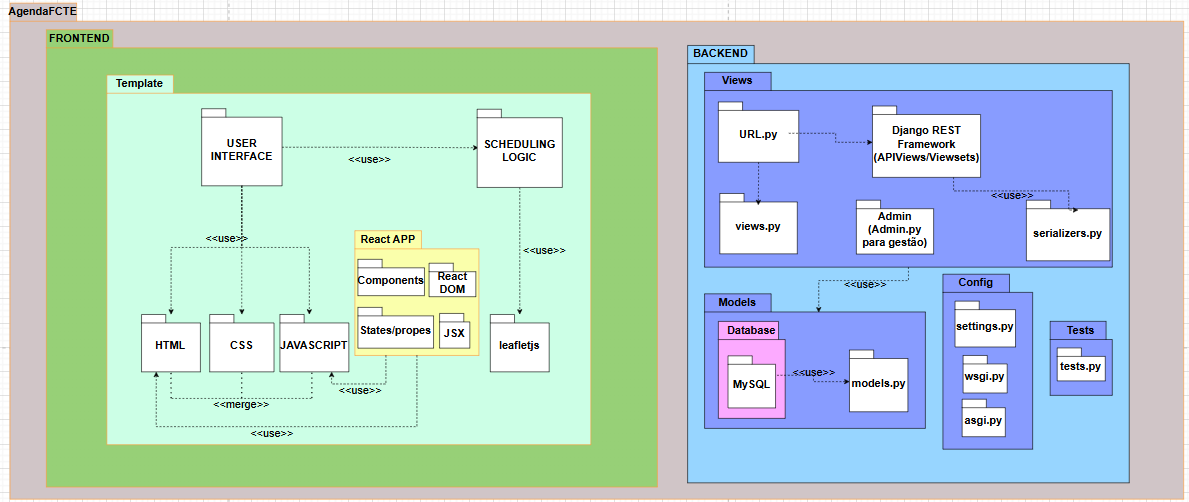 AgendaFCTE
FRONTEND
Template
USER
INTERFACE
<<use>>
SCHEDULING
LOGIC
<<use>>
<<use>>
React APP
Components
React
DOM
States/propes
JSX
HTML
CSS
JAVASCRIPT
leafletjs
<<use>>
<<merge>>
<<use>>
BACKEND
Views
URL.py
Django REST
Framework
(APIViews/Viewsets)
<<use>>
views.py
Admin
(Admin.py
para gestão)
serializers.py
<<use>>
Models
Database
MySQL
<<use>>
models.py
Config
settings.py
wsgi.py
asgi.py
Tests
tests.py